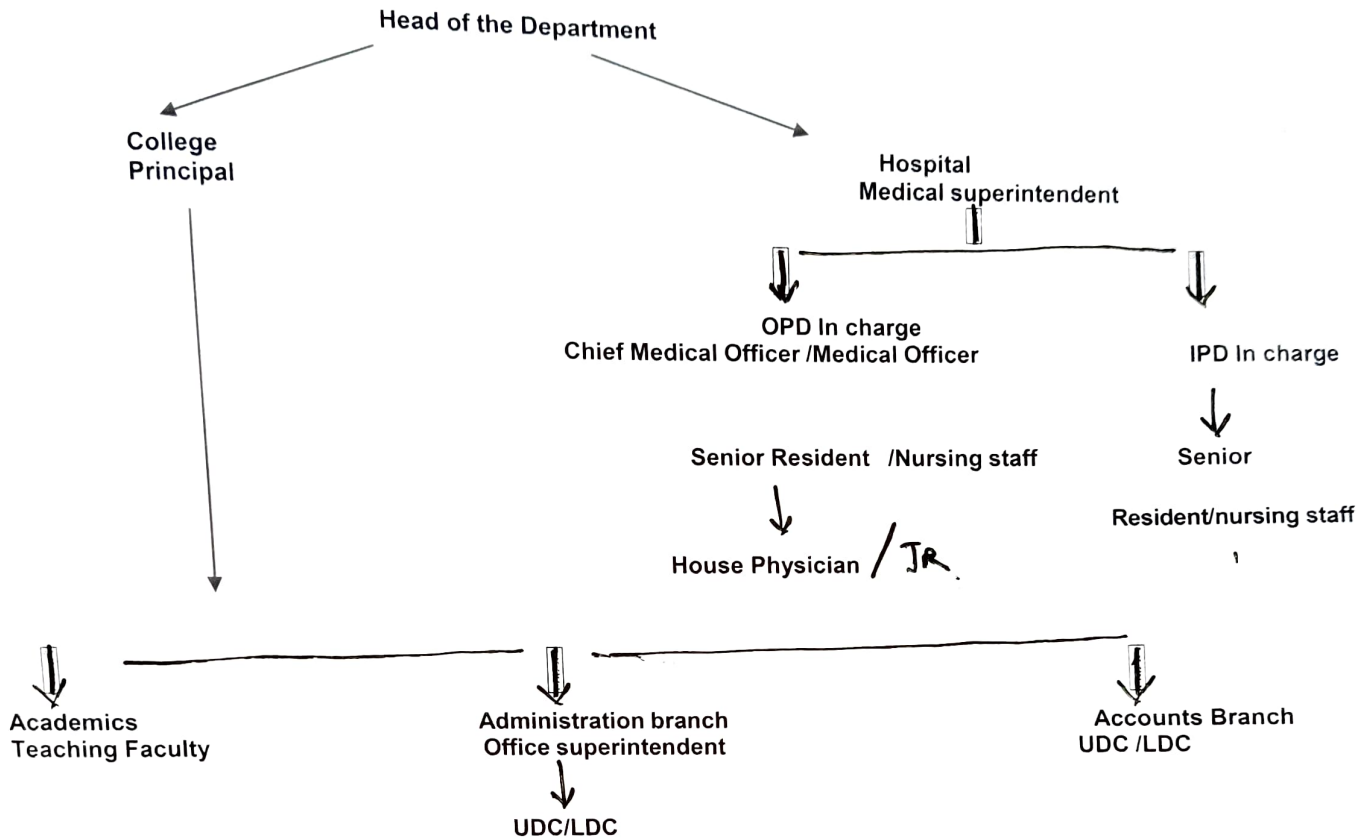 Head of the Department
College
Principal
Hospital
Medical superintendent
OPD In charge
Chief Medical Officer /Medical Officer
IPD In charge
Senior Resident /Nursing staff
Senior
Resident/nursing staff
House Physician / JR.
Academics
Teaching Faculty
Administration branch
Office superintendent
Accounts Branch
UDC /LDC
UDC/LDC